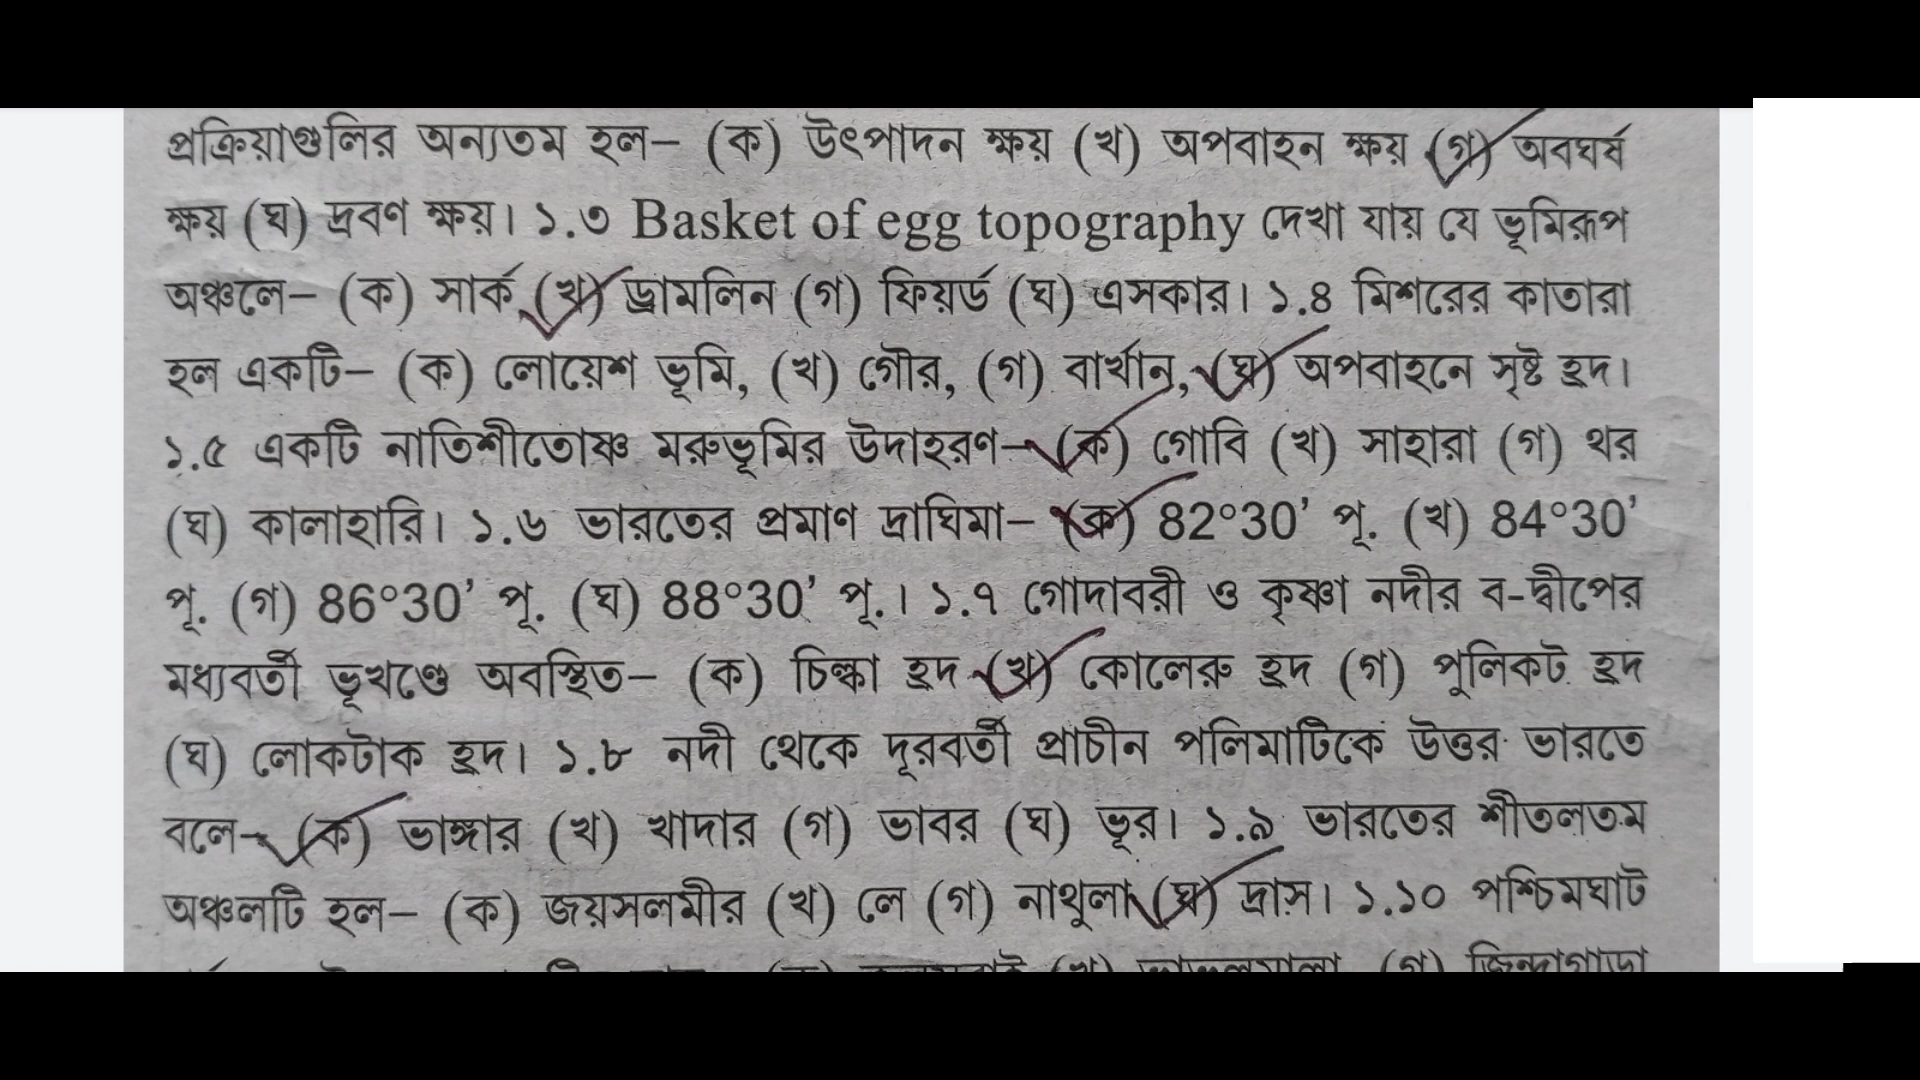 প্রক্রিয়াগুলির অন্যতম হল– (ক) উৎপাদন ক্ষয় (খ) অপবাহন ক্ষয় (গ) অবঘর্ষ
ক্ষয় (ঘ) দ্রবণ ক্ষয়। ১.৩ Basket of egg topography দেখা যায় যে ভূমিরূপ
অঞ্চলে– (ক) সার্ক (খ) ড্রামলিন (গ) ফিয়র্ড (ঘ) এসকার। ১.৪ মিশরের কাতারা
হল একটি– (ক) লোয়েশ ভূমি, (খ) গৌর, (গ) বার্খান, (ঘ) অপবাহনে সৃষ্ট হ্রদ।
১.৫ একটি নাতিশীতোষ্ণ মরুভূমির উদাহরণ– (ক) গোবি (খ) সাহারা (গ) থর
(ঘ) কালাহারি। ১.৬ ভারতের প্রমাণ দ্রাঘিমা– (ক) 82°30’ পূ. (খ) 84°30’
পূ. (গ) 86°30’ পূ. (ঘ) 88°30’ পূ.। ১.৭ গোদাবরী ও কৃষ্ণা নদীর ব-দ্বীপের
মধ্যবর্তী ভূখণ্ডে অবস্থিত– (ক) চিল্কা হ্রদ (খ) কোলেরু হ্রদ (গ) পুলিকট হ্রদ
(ঘ) লোকটাক হ্রদ। ১.৮ নদী থেকে দূরবর্তী প্রাচীন পলিমাটিকে উত্তর ভারতে
বলে– (ক) ভাঙ্গার (খ) খাদার (গ) ভাবর (ঘ) ভূর। ১.৯ ভারতের শীতলতম
অঞ্চলটি হল– (ক) জয়সলমীর (খ) লে (গ) নাথুলা (ঘ) দ্রাস। ১.১০ পশ্চিমঘাট